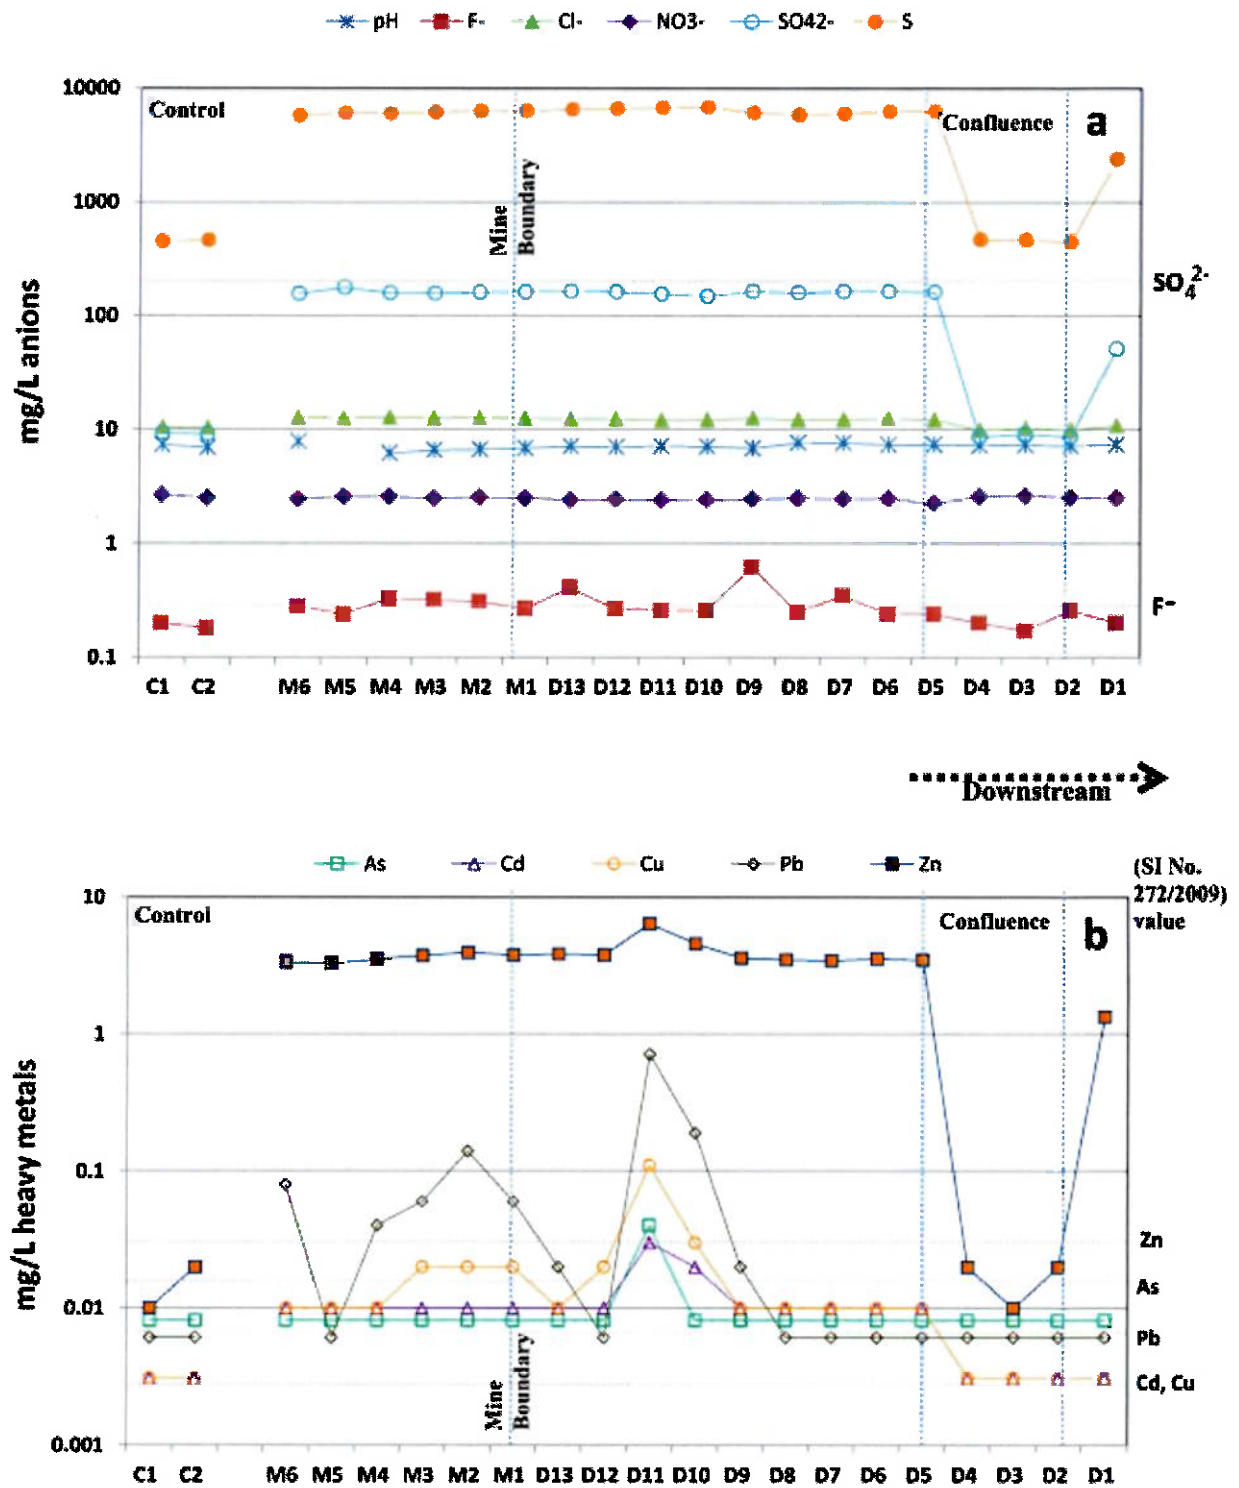 pH F- Cl- NO3- SO42- S
10000
1000
100
10
1
0.1
mg/L anions
Control
Mine
Boundary
Confluence
a
SO₄²⁻
F⁻
C1 C2 M6 M5 M4 M3 M2 M1 D13 D12 D11 D10 D9 D8 D7 D6 D5 D4 D3 D2 D1
Downstream
As Cd Cu Pb Zn
(SI No.
272/2009)
value
10
1
0.1
0.01
0.001
mg/L heavy metals
Control
Mine
Boundary
Confluence
b
Zn
As
Pb
Cd, Cu
C1 C2 M6 M5 M4 M3 M2 M1 D13 D12 D11 D10 D9 D8 D7 D6 D5 D4 D3 D2 D1